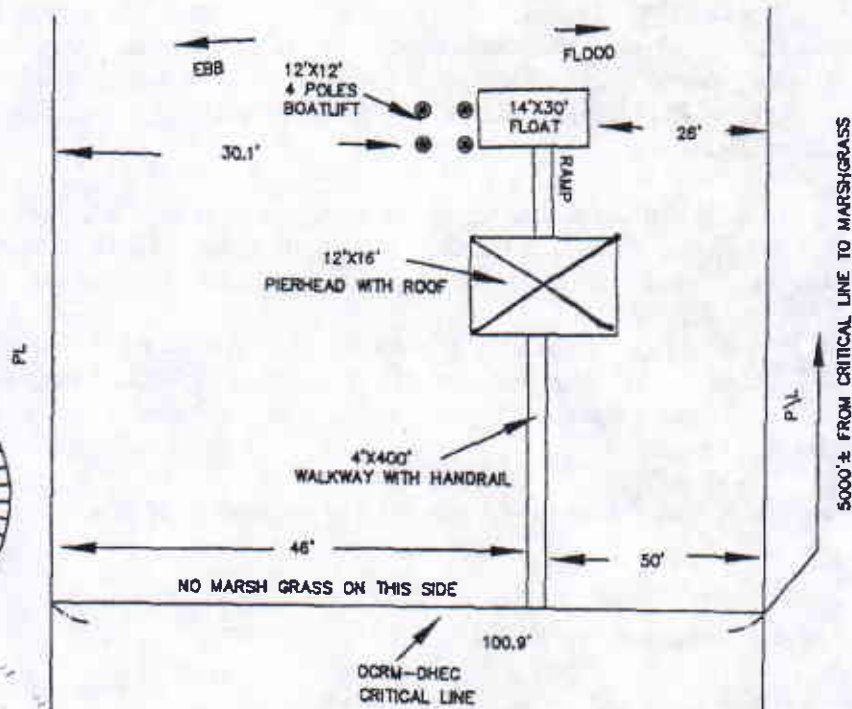 EBB
FLOOD
12'X12'
4 POLES
BOATLIFT
14'X30'
FLOAT
30.1'
26'
RAMP
12'X16'
PIERHEAD WITH ROOF
PL
P\L
5000'± FROM CRITICAL LINE TO MARSHGRASS
4'X400'
WALKWAY WITH HANDRAIL
46'
50'
NO MARSH GRASS ON THIS SIDE
100.9'
OCRM-DHEC
CRITICAL LINE